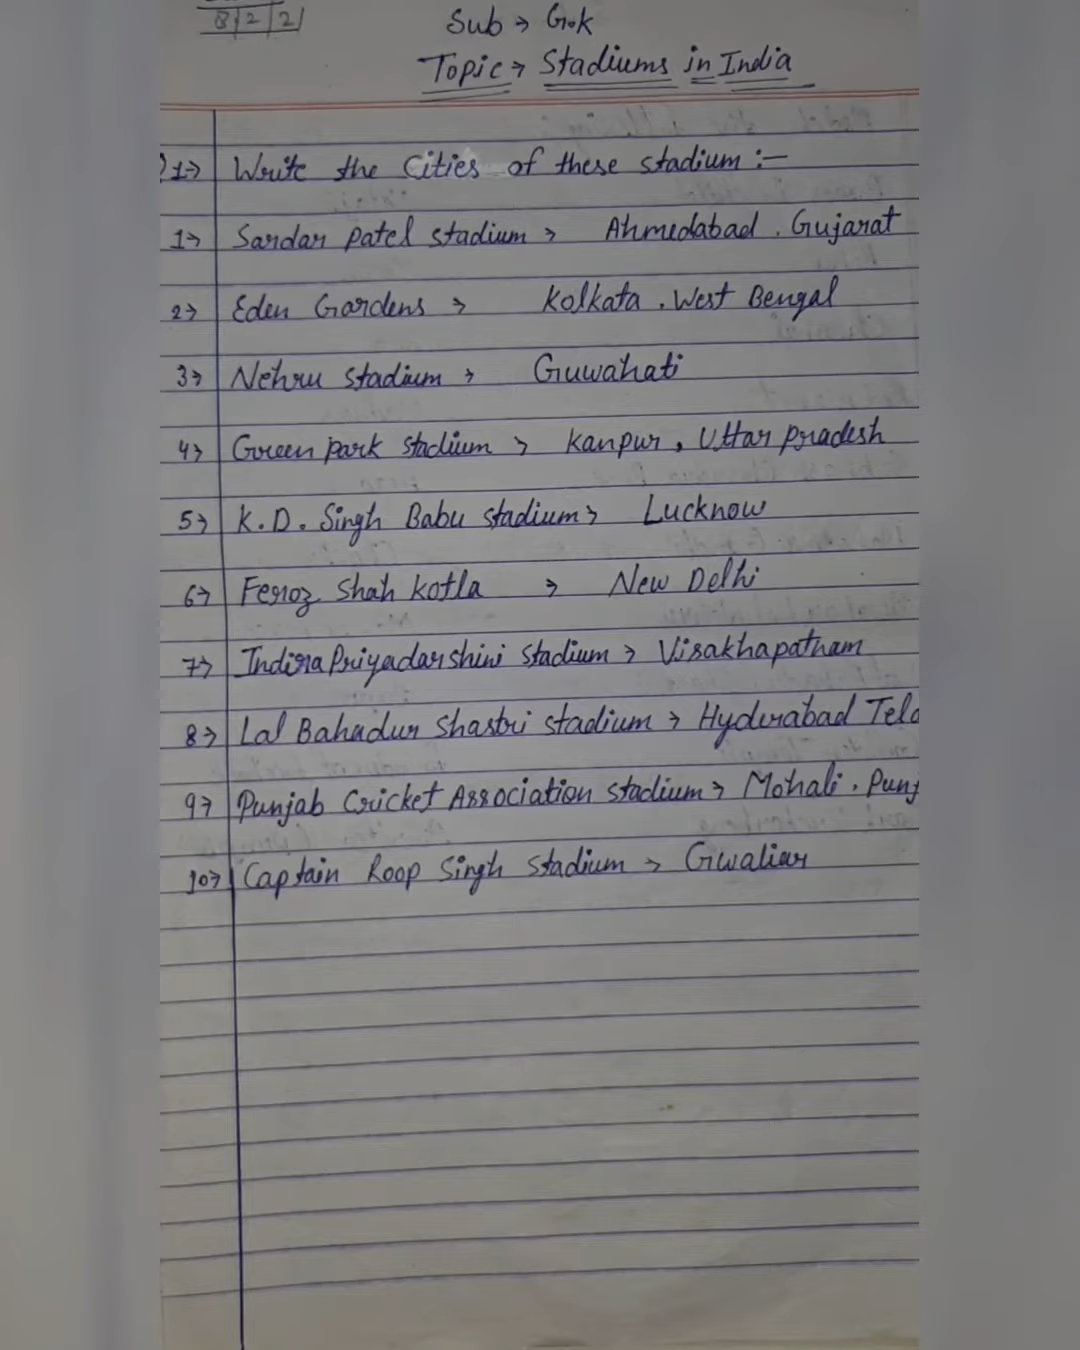 8|2|21
Sub → G.K
Topic → Stadiums in India
1→ Write the Cities of these stadium :-
1→ Sardar Patel stadium → Ahmedabad . Gujarat
2→ Eden Gardens → Kolkata . West Bengal
3→ Nehru stadium → Guwahati
4→ Green park stadium → Kanpur , Uttar pradesh
5→ K.D. Singh Babu stadium → Lucknow
6→ Feroz Shah Kotla → New Delhi
7→ Indira Priyadarshini stadium → Visakhapatnam
8→ Lal Bahadur Shastri stadium → Hyderabad Tela
9→ Punjab Cricket Association stadium → Mohali . Punj
10→ Captain Roop Singh stadium → Gwalior